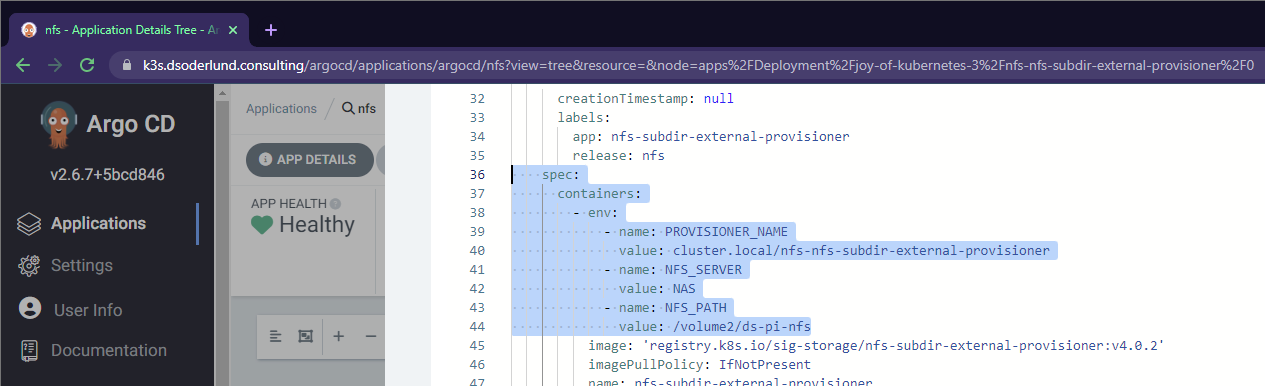 nfs - Application Details Tree - Ar
k3s.dsoderlund.consulting/argocd/applications/argocd/nfs?view=tree&resource=&node=apps%2FDeployment%2Fjoy-of-kubernetes-3%2Fnfs-nfs-subdir-external-provisioner%2F0
Argo CD
v2.6.7+5bcd846
Applications
Settings
User Info
Documentation
Applications / nfs
APP DETAILS
APP HEALTH
Healthy
32 creationTimestamp: null
33 labels:
34 app: nfs-subdir-external-provisioner
35 release: nfs
36 spec:
37 containers:
38 - env:
39 - name: PROVISIONER_NAME
40 value: cluster.local/nfs-nfs-subdir-external-provisioner
41 - name: NFS_SERVER
42 value: NAS
43 - name: NFS_PATH
44 value: /volume2/ds-pi-nfs
45 image: 'registry.k8s.io/sig-storage/nfs-subdir-external-provisioner:v4.0.2'
46 imagePullPolicy: IfNotPresent
47 name: nfs-subdir-external-provisioner